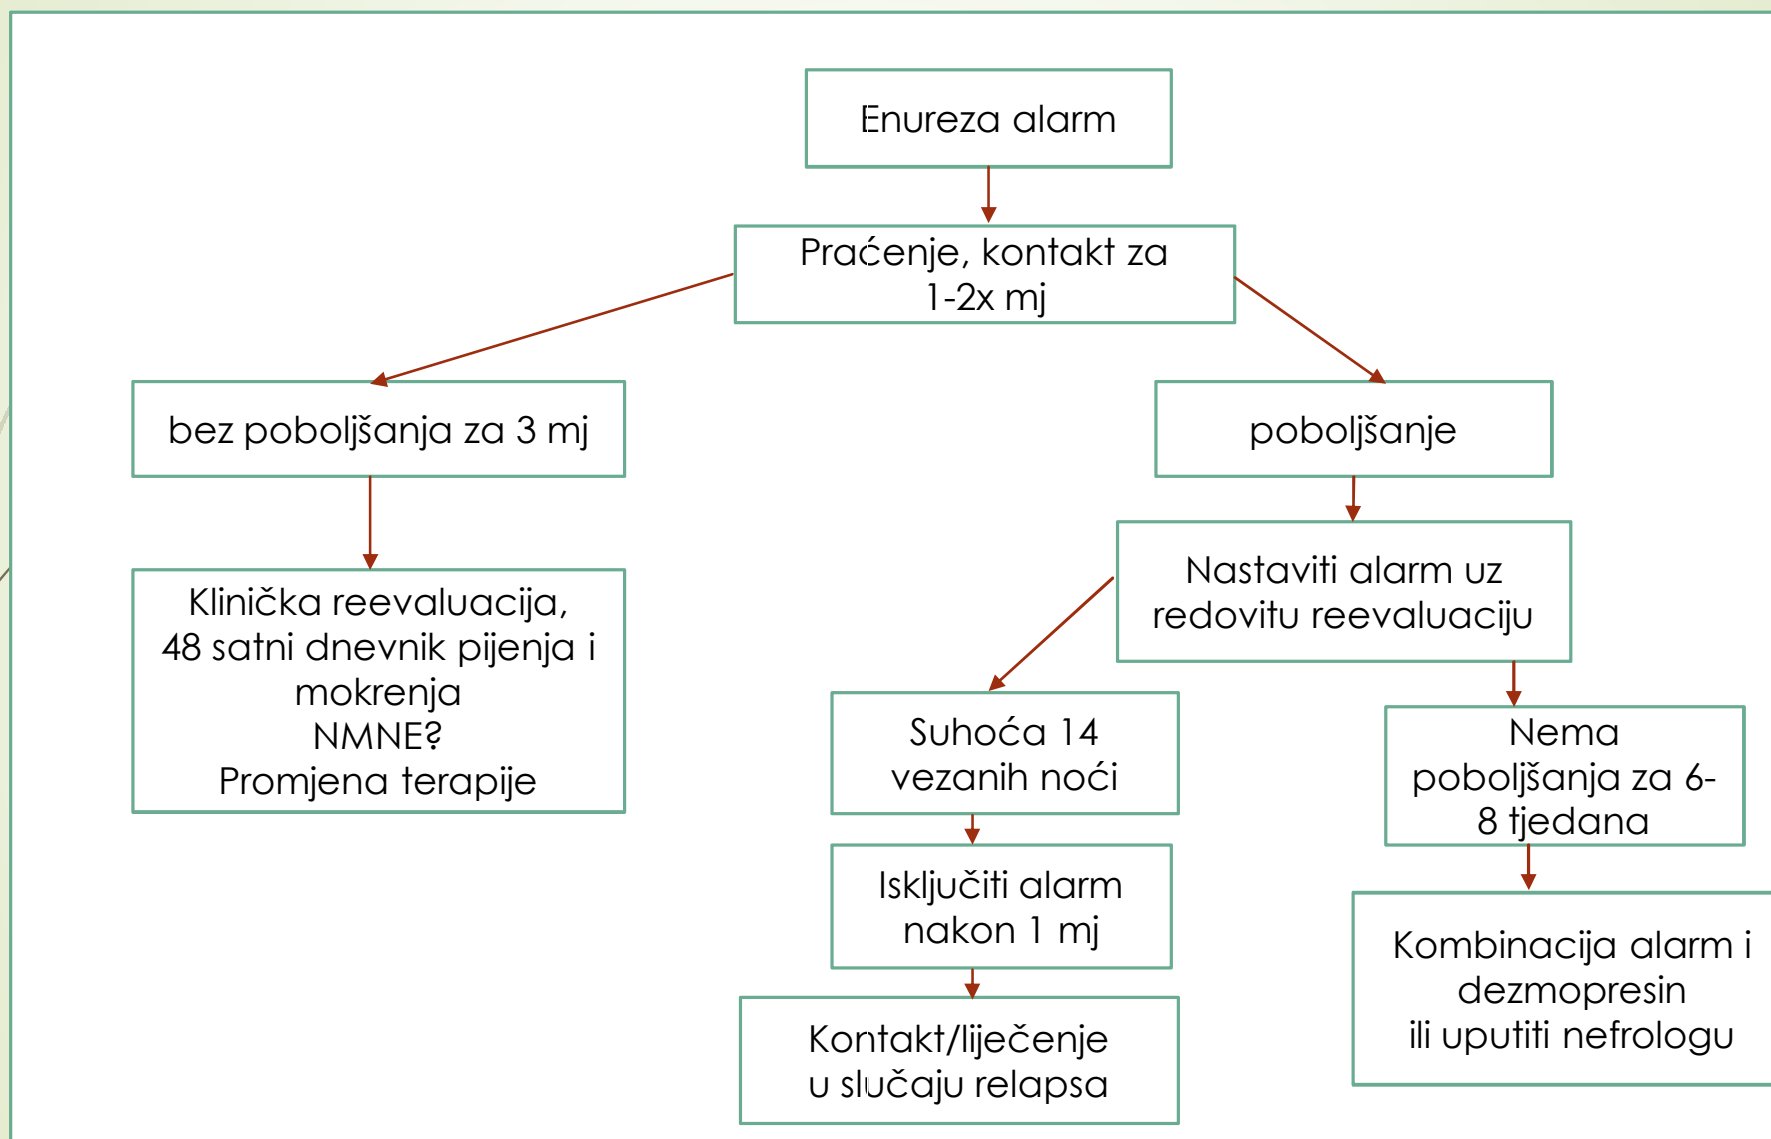 Enureza alarm
Praćenje, kontakt za
1-2x mj
bez poboljšanja za 3 mj
poboljšanje
Klinička reevaluacija,
48 satni dnevnik pijenja i
mokrenja
NMNE?
Promjena terapije
Nastaviti alarm uz
redovitu reevaluaciju
Suhoća 14
vezanih noći
Nema
poboljšanja za 6-
8 tjedana
Isključiti alarm
nakon 1 mj
Kombinacija alarm i
dezmopresin
ili uputiti nefrologu
Kontakt/liječenje
u slučaju relapsa